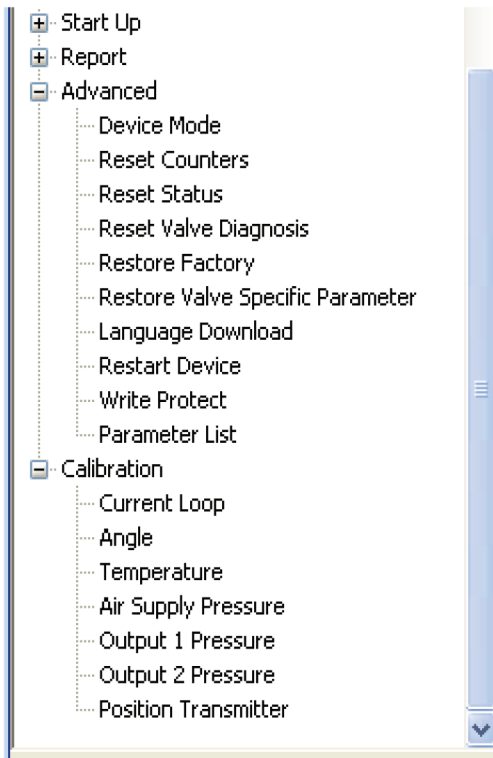 Start Up
Report
Advanced
Device Mode
Reset Counters
Reset Status
Reset Valve Diagnosis
Restore Factory
Restore Valve Specific Parameter
Language Download
Restart Device
Write Protect
Parameter List
Calibration
Current Loop
Angle
Temperature
Air Supply Pressure
Output 1 Pressure
Output 2 Pressure
Position Transmitter